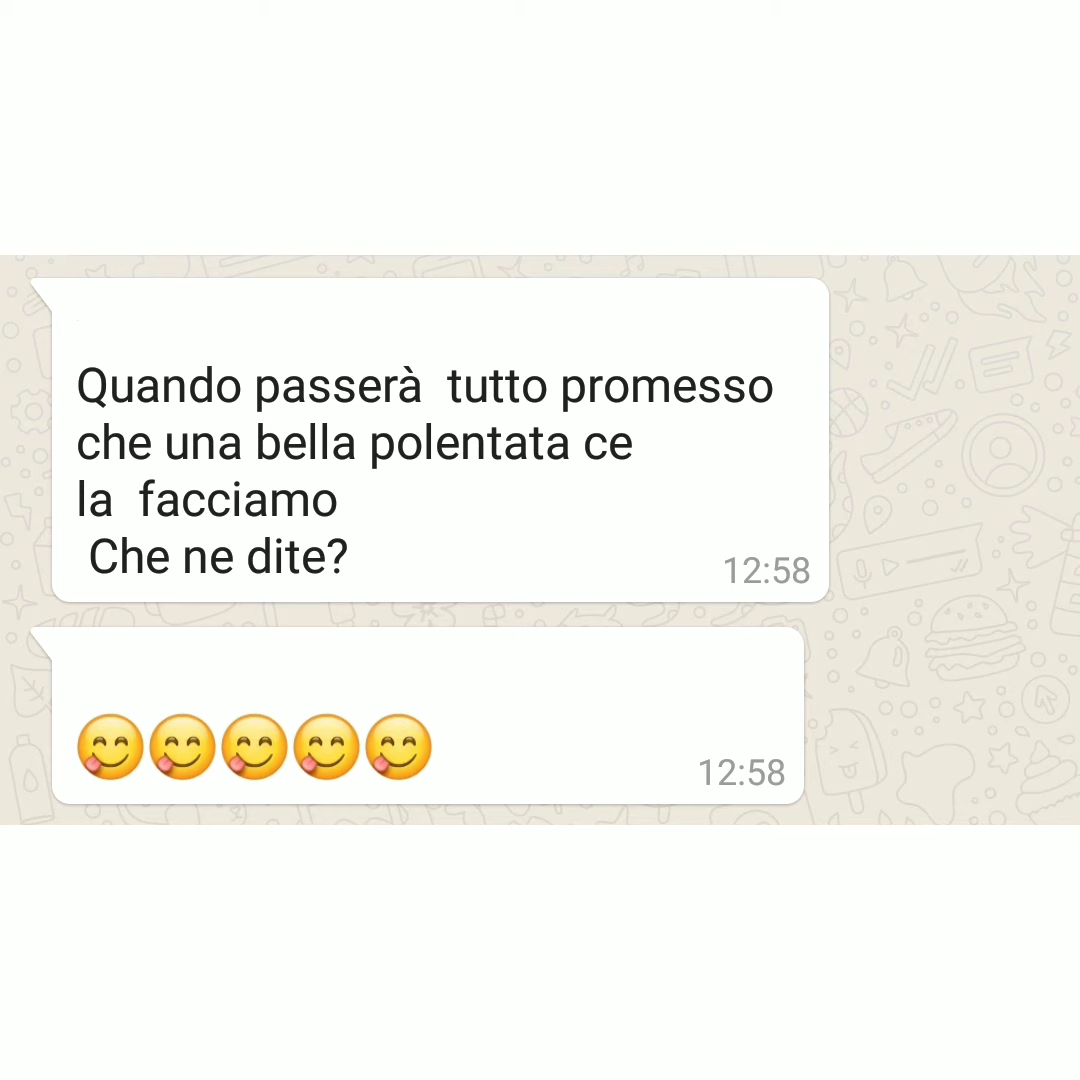 Quando passerà  tutto promesso
che una bella polentata ce
la  facciamo
Che ne dite?
12:58
😋😋😋😋😋
12:58